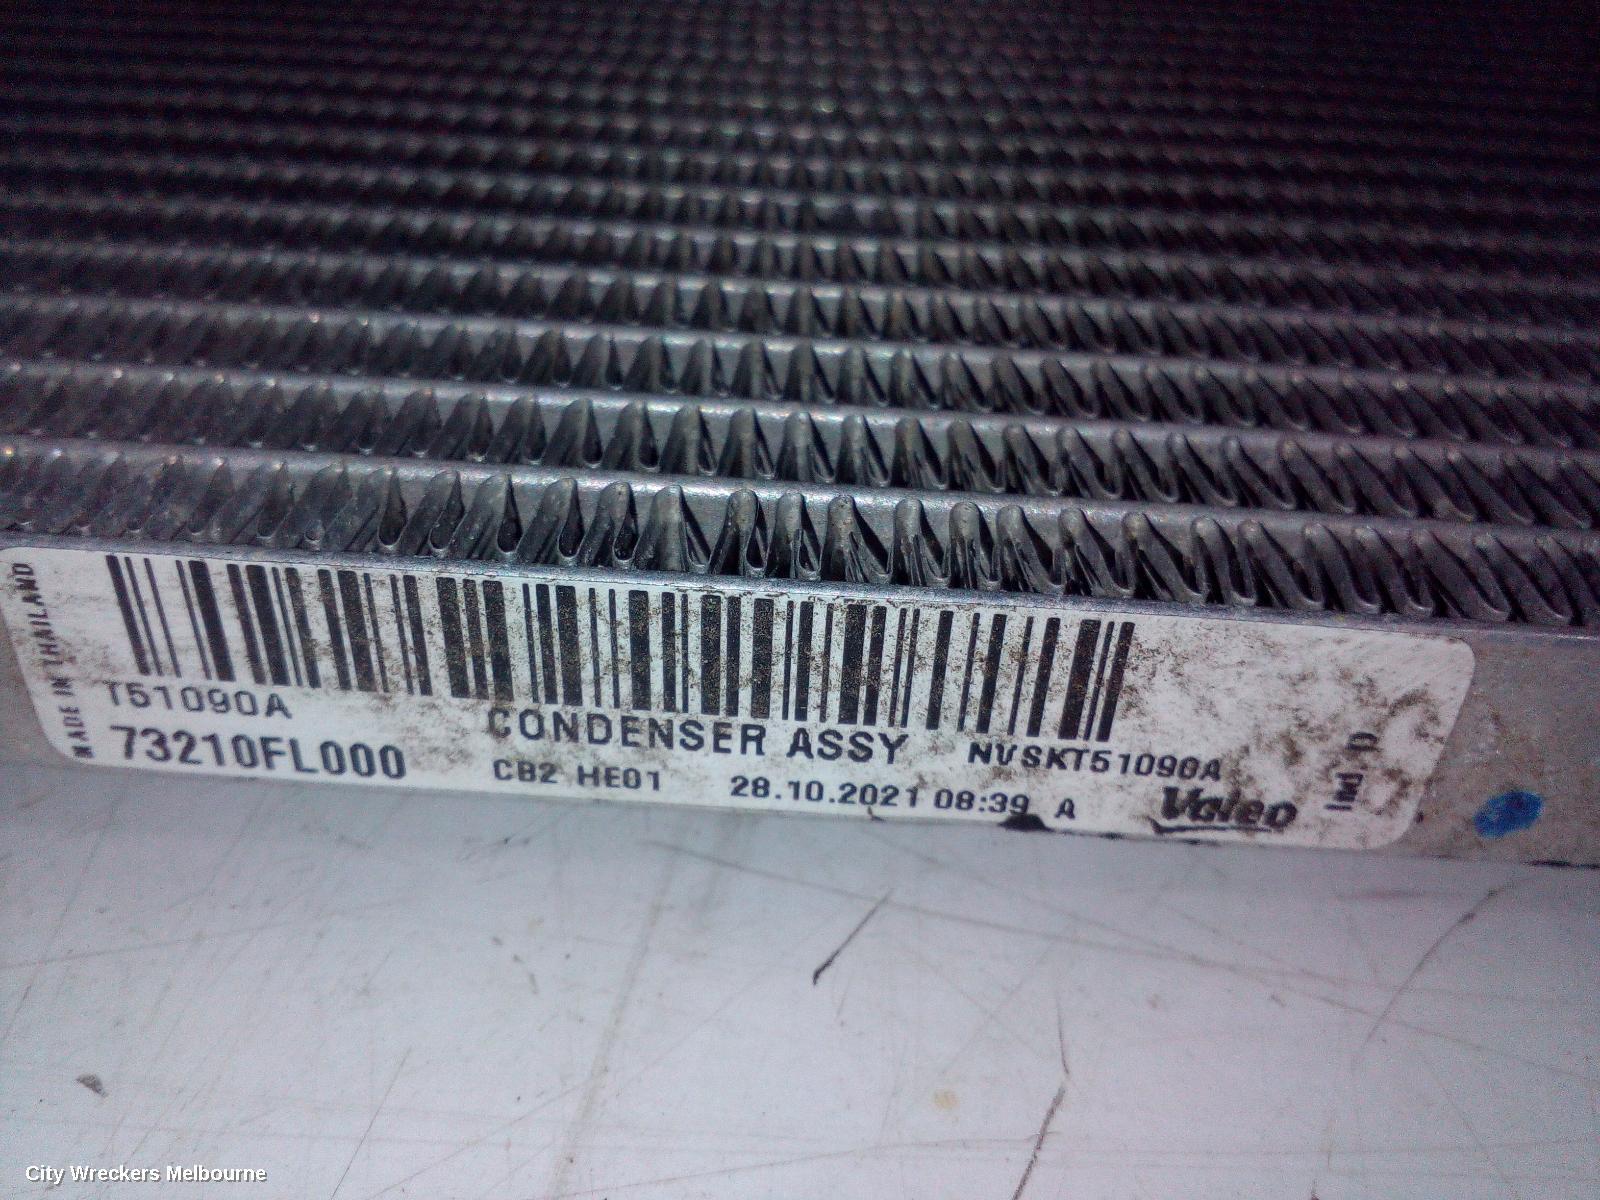 MADE IN THAILAND
T51090A
73210FL000
CONDENSER ASSY
NVSKT51090A
CB2 HE01
28.10.2021 08:39 A
Valeo
Ind D
City Wreckers Melbourne